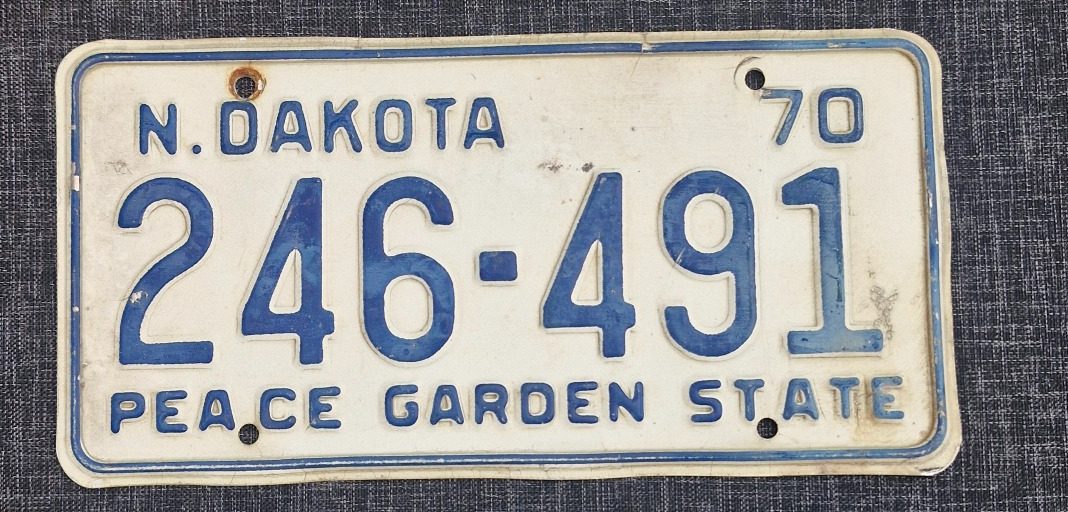 N. DAKOTA 70
246-491
PEACE GARDEN STATE